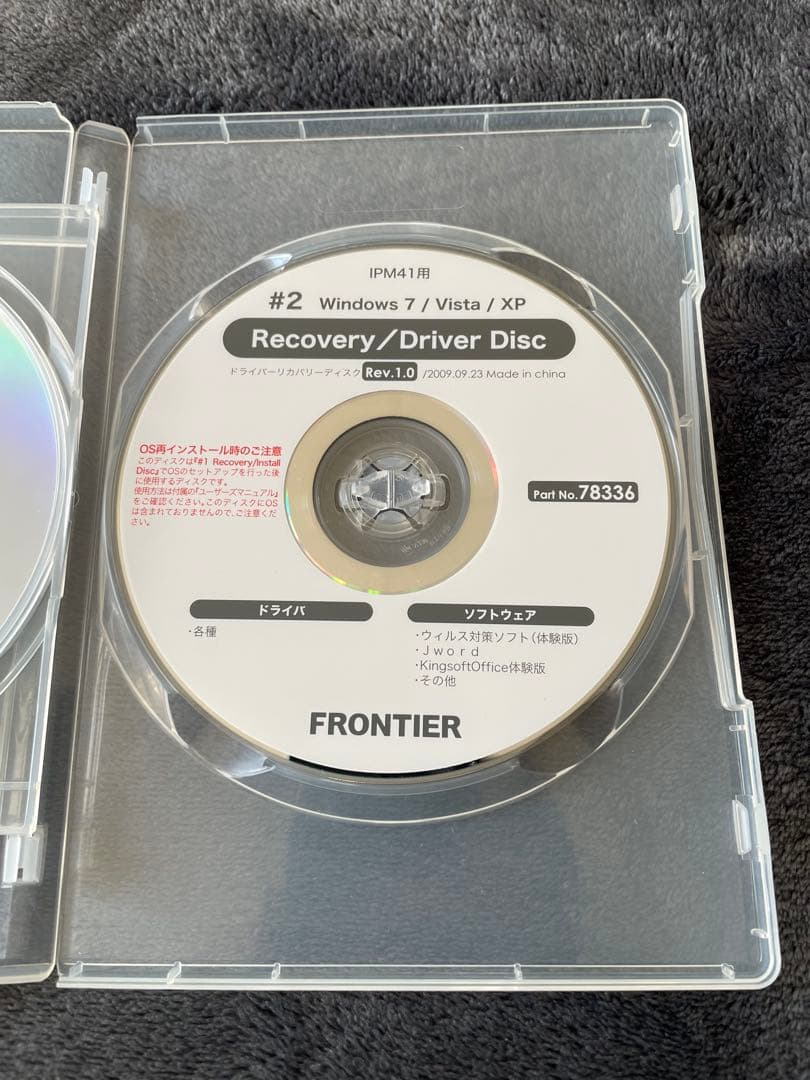 IPM41用
#2 Windows 7 / Vista / XP
Recovery/Driver Disc
ドライバーリカバリーディスク Rev.1.0 /2009.09.23 Made in china
OS再インストール時のご注意
このディスクは『#1 Recovery/Install
Disc』でOSのセットアップを行った後
に使用するディスクです。
使用方法は付属の『ユーザーズマニュアル』
をご確認ください。このディスクにOS
は含まれておりませんので、ご注意くだ
さい。
Part No.78336
ドライバ
・各種
ソフトウェア
・ウィルス対策ソフト(体験版)
・Jword
・KingsoftOffice体験版
・その他
FRONTIER